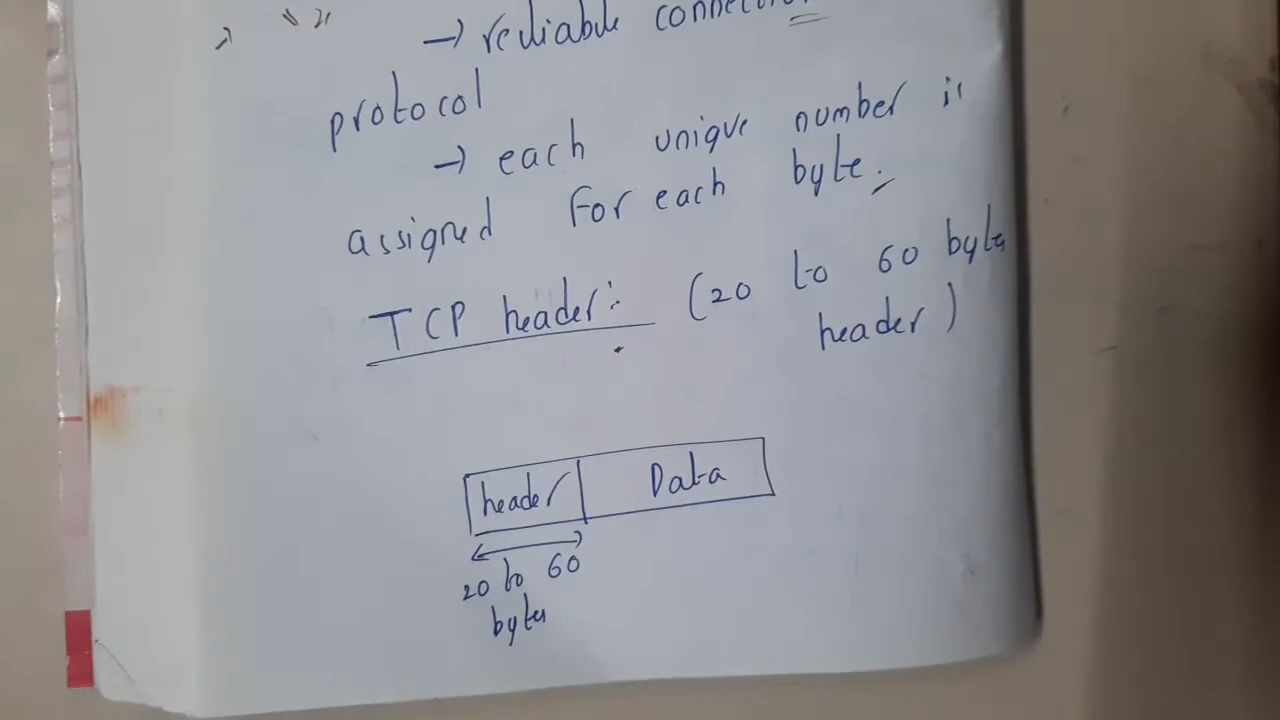 → reliable
protocol
→ each unique number is
assigned for each byte.
TCP header: (20 to 60 byte
header)
header Data
20 to 60
bytes